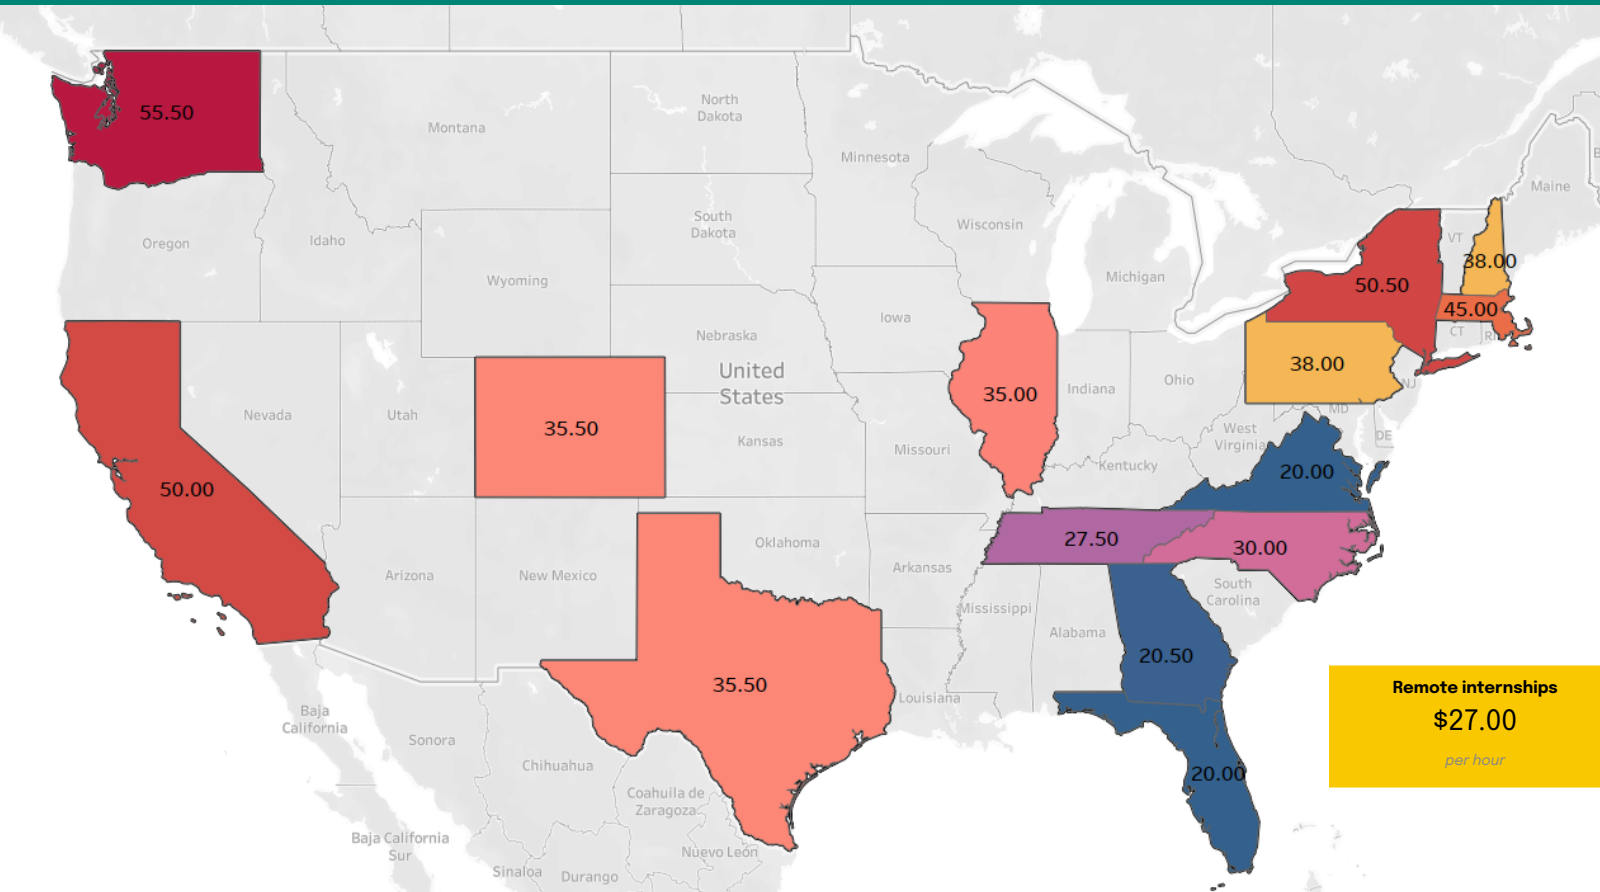 55.50
North
Dakota
Montana
Minnesota
B
Maine
Wisconsin
South
Dakota
Oregon
Idaho
VT
38.00
Wyoming
Michigan
50.50
45.00
Iowa
Nebraska
CT
RI
United
States
38.00
Ohio
Indiana
NJ
35.00
Nevada
Utah
MD
35.50
Kansas
West
Virginia
DE
Missouri
Kentucky
20.00
50.00
27.50
Oklahoma
30.00
Arkansas
Arizona
New Mexico
South
Carolina
Mississippi
Alabama
20.50
35.50
Louisiana
Remote internships
$27.00
per hour
Baja
California
Sonora
Chihuahua
20.00
Coahuila de
Zaragoza
Baja California
Sur
Nuevo León
Sinaloa
Durango